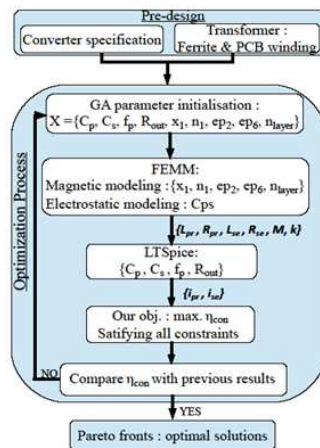 Pre-design
Converter specification
Transformer :
Ferrite & PCB winding
Optimization Process
GA parameter initialisation :
X ={Cp, Cs, fp, Rout, x1, n1, ep2, ep6, nlayer}
FEMM:
Magnetic modeling :{x1, n1, ep2, ep6, nlayer}
Electrostatic modeling : Cps
{Lpr, Rpr, Lse, Rse, M, k}
LTSpice:
{Cp, Cs, fp, Rout}
{ipr, ise}
Our obj. : max. ηcon
Satifying all constraints
NO
Compare ηcon with previous results
YES
Pareto fronts : optimal solutions